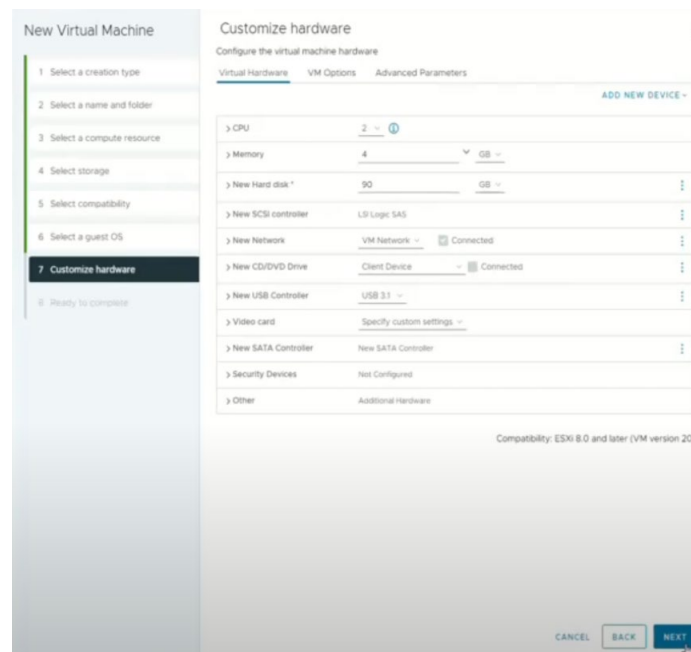 New Virtual Machine
1 Select a creation type
2 Select a name and folder
3 Select a compute resource
4 Select storage
5 Select compatibility
6 Select a guest OS
7 Customize hardware
8 Ready to complete
Customize hardware
Configure the virtual machine hardware
Virtual Hardware VM Options Advanced Parameters
ADD NEW DEVICE
> CPU 2
> Memory 4 GB
> New Hard disk * 90 GB
> New SCSI controller LSI Logic SAS
> New Network VM Network Connected
> New CD/DVD Drive Client Device Connected
> New USB Controller USB 3.1
> Video card Specify custom settings
> New SATA Controller New SATA Controller
> Security Devices Not Configured
> Other Additional Hardware
Compatibility: ESXi 8.0 and later (VM version 20
CANCEL BACK NEXT